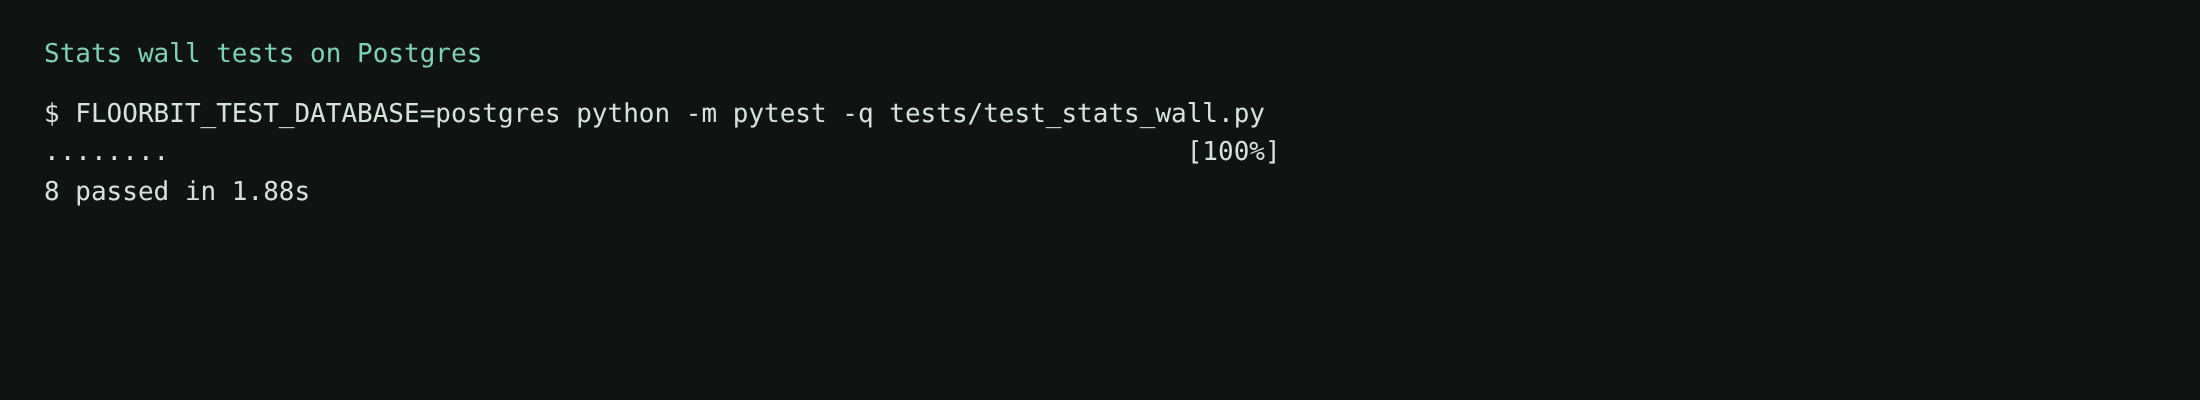 Stats wall tests on Postgres
$ FLOORBIT_TEST_DATABASE=postgres python -m pytest -q tests/test_stats_wall.py
........                                                                 [100%]
8 passed in 1.88s